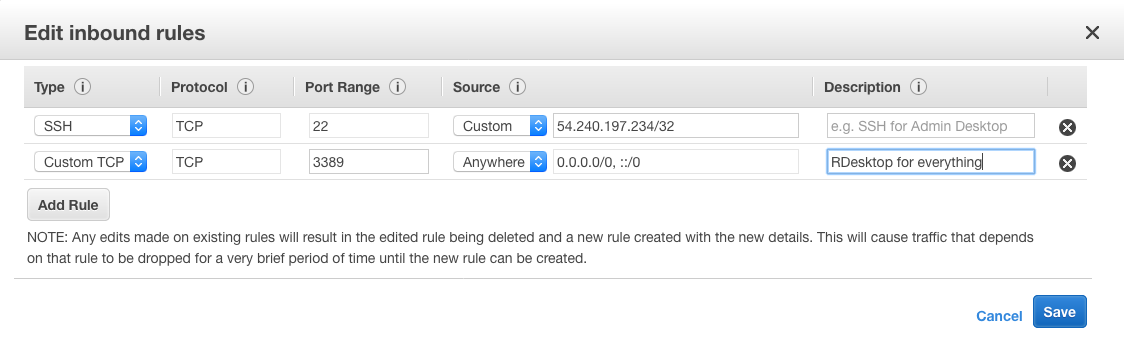 Edit inbound rules
Type Protocol Port Range Source Description
SSH TCP 22 Custom 54.240.197.234/32 e.g. SSH for Admin Desktop
Custom TCP TCP 3389 Anywhere 0.0.0.0/0, ::/0 RDesktop for everything
Add Rule
NOTE: Any edits made on existing rules will result in the edited rule being deleted and a new rule created with the new details. This will cause traffic that depends
on that rule to be dropped for a very brief period of time until the new rule can be created.
Cancel Save